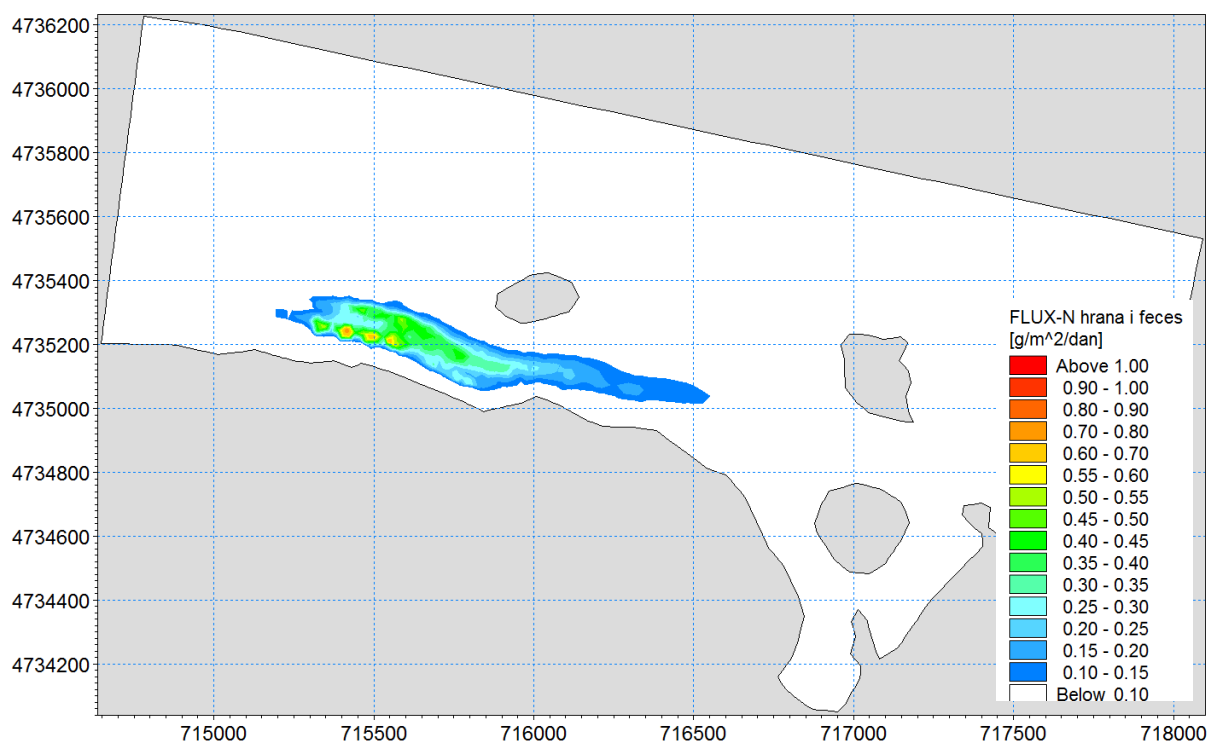 4736200
4736000
4735800
4735600
4735400
4735200
4735000
4734800
4734600
4734400
4734200
715000 715500 716000 716500 717000 717500 718000
FLUX-N hrana i feces
[g/m^2/dan]
Above 1.00
0.90 - 1.00
0.80 - 0.90
0.70 - 0.80
0.60 - 0.70
0.55 - 0.60
0.50 - 0.55
0.45 - 0.50
0.40 - 0.45
0.35 - 0.40
0.30 - 0.35
0.25 - 0.30
0.20 - 0.25
0.15 - 0.20
0.10 - 0.15
Below 0.10